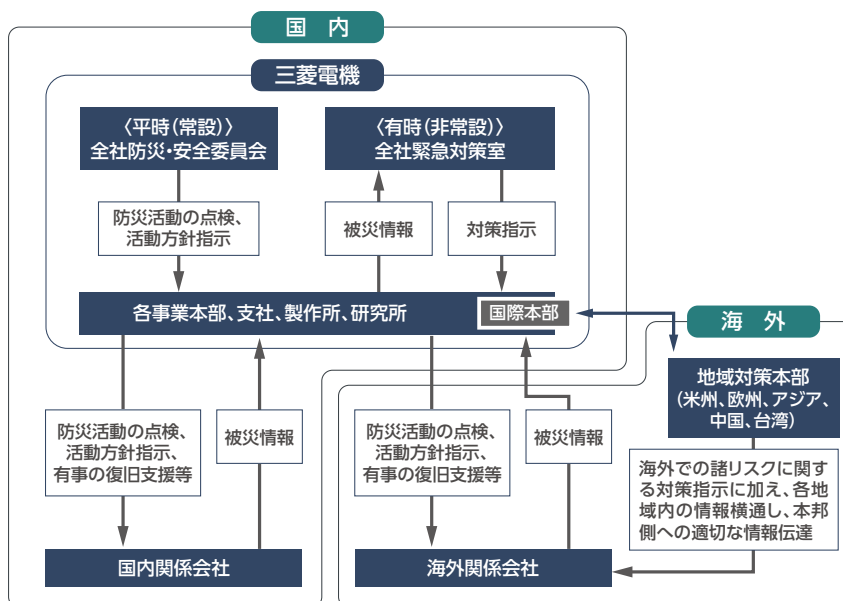 国内
三菱電機
〈平時(常設)〉
全社防災・安全委員会
〈有時(非常設)〉
全社緊急対策室
防災活動の点検、
活動方針指示
被災情報
対策指示
各事業本部、支社、製作所、研究所
国際本部
海外
地域対策本部
(米州、欧州、アジア、
中国、台湾)
防災活動の点検、
活動方針指示、
有事の復旧支援等
被災情報
防災活動の点検、
活動方針指示、
有事の復旧支援等
被災情報
海外での諸リスクに関す
る対策指示に加え、各地
域内の情報横通し、本邦
側への適切な情報伝達
国内関係会社
海外関係会社